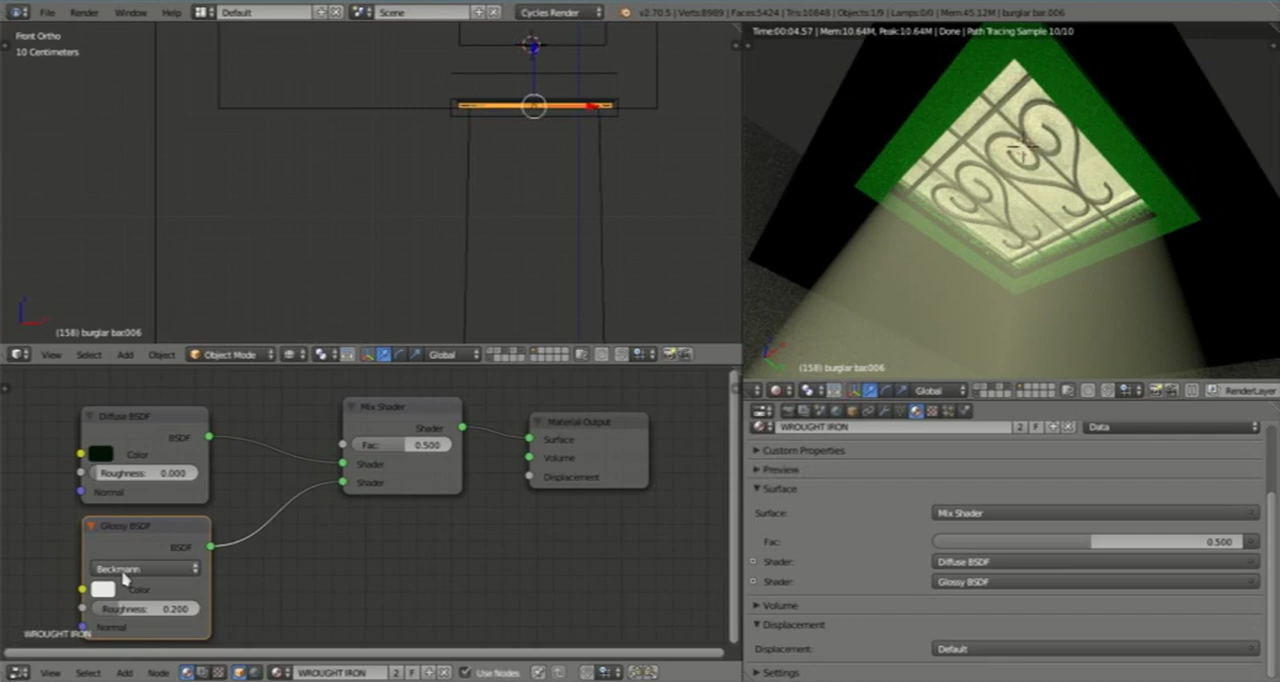 File Render Window Help Default Scene Cycles Render v2.70.5 | Verts:8989 | Faces:5424 | Tris:10848 | Objects:1/9 | Lamps:0/0 | Mem:45.12M | burglar bar.006
Front Ortho
10 Centimeters
(158) burglar bar.006
View Select Add Object Object Mode Global
Time:00:04.57 | Mem:10.64M, Peak:10.64M | Done | Path Tracing Sample 10/10
(158) burglar bar.006
Global RenderLayer
Diffuse BSDF
BSDF
Color
Roughness: 0.000
Normal
Glossy BSDF
BSDF
Beckmann
Color
Roughness: 0.200
Normal
WROUGHT IRON
Mix Shader
Shader
Fac: 0.500
Shader
Shader
Material Output
Surface
Volume
Displacement
View Select Add Node WROUGHT IRON 2 F Use Nodes
WROUGHT IRON 2 F Data
Custom Properties
Preview
Surface
Surface: Mix Shader
Fac: 0.500
Shader: Diffuse BSDF
Shader: Glossy BSDF
Volume
Displacement
Displacement: Default
Settings